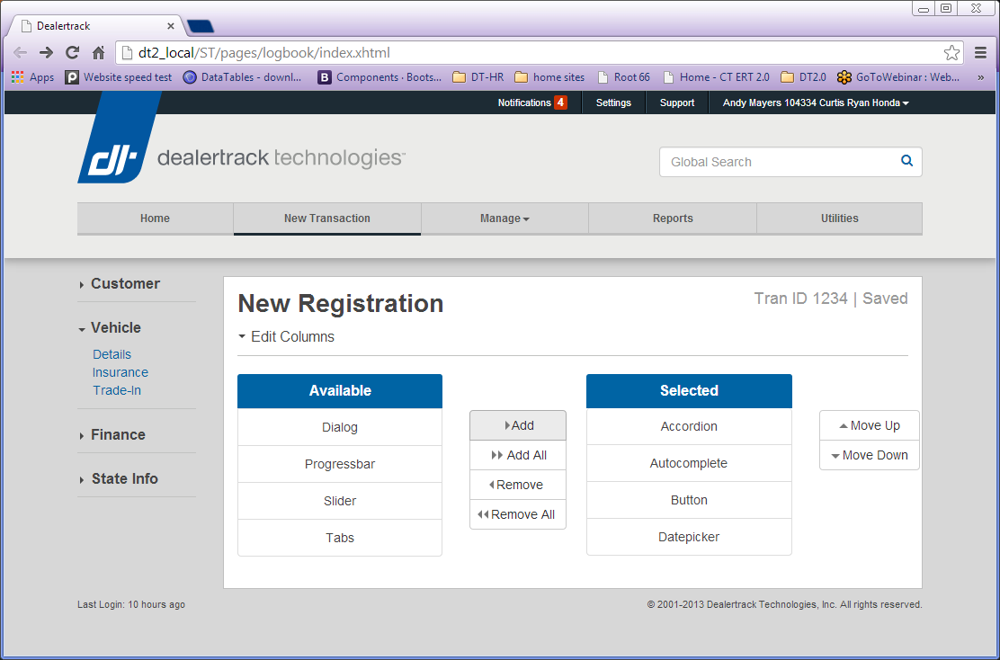 Dealertrack
dt2_local/ST/pages/logbook/index.xhtml
Apps Website speed test DataTables - downl... Components · Boots... DT-HR home sites Root 66 Home - CT ERT 2.0 DT2.0 GoToWebinar : Web... »
Notifications 4 Settings Support Andy Mayers 104334 Curtis Ryan Honda
dt dealertrack technologies™
Global Search
Home New Transaction Manage Reports Utilities
Customer
Vehicle
Details
Insurance
Trade-In
Finance
State Info
New Registration Tran ID 1234 | Saved
Edit Columns
Available
Dialog
Progressbar
Slider
Tabs
Add
Add All
Remove
Remove All
Selected
Accordion
Autocomplete
Button
Datepicker
Move Up
Move Down
Last Login: 10 hours ago © 2001-2013 Dealertrack Technologies, Inc. All rights reserved.